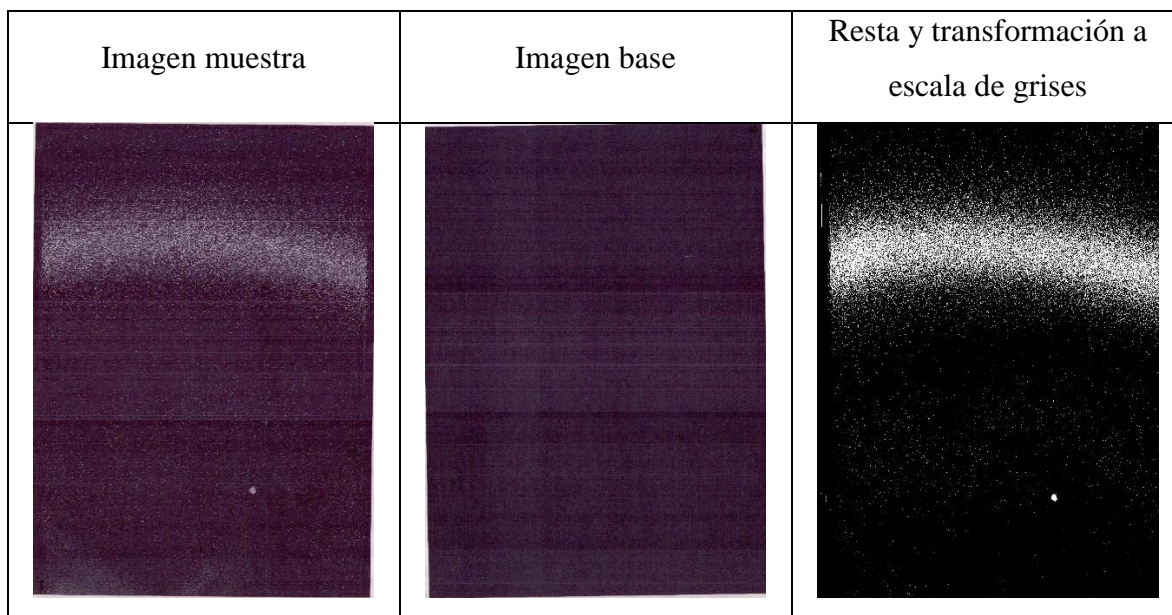 Imagen muestra
Imagen base
Resta y transformación a
escala de grises